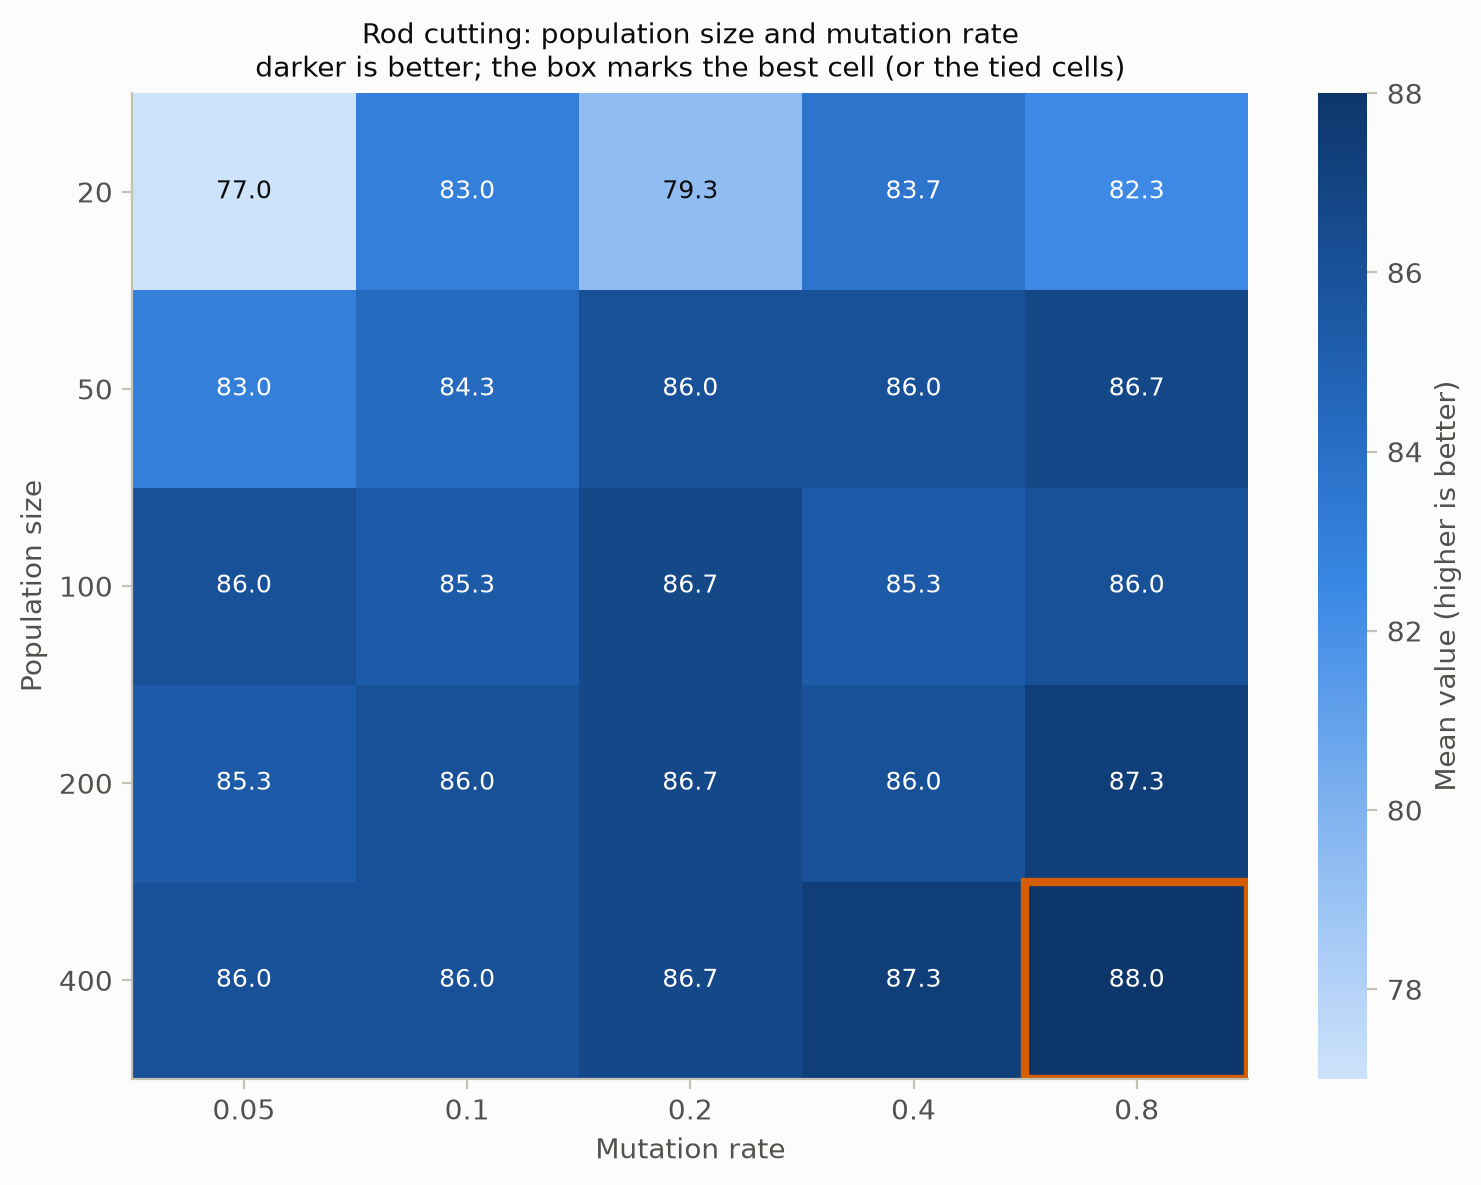 Rod cutting: population size and mutation rate
darker is better; the box marks the best cell (or the tied cells)
Population size
20
50
100
200
400
77.0 83.0 79.3 83.7 82.3
83.0 84.3 86.0 86.0 86.7
86.0 85.3 86.7 85.3 86.0
85.3 86.0 86.7 86.0 87.3
86.0 86.0 86.7 87.3 88.0
0.05 0.1 0.2 0.4 0.8
Mutation rate
88
86
84
82
80
78
Mean value (higher is better)